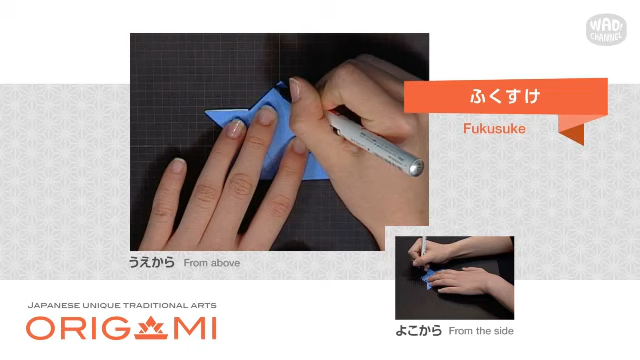 WAO!
CHANNEL
ふくすけ
Fukusuke
うえから From above
よこから From the side
JAPANESE UNIQUE TRADITIONAL ARTS
ORIGAMI